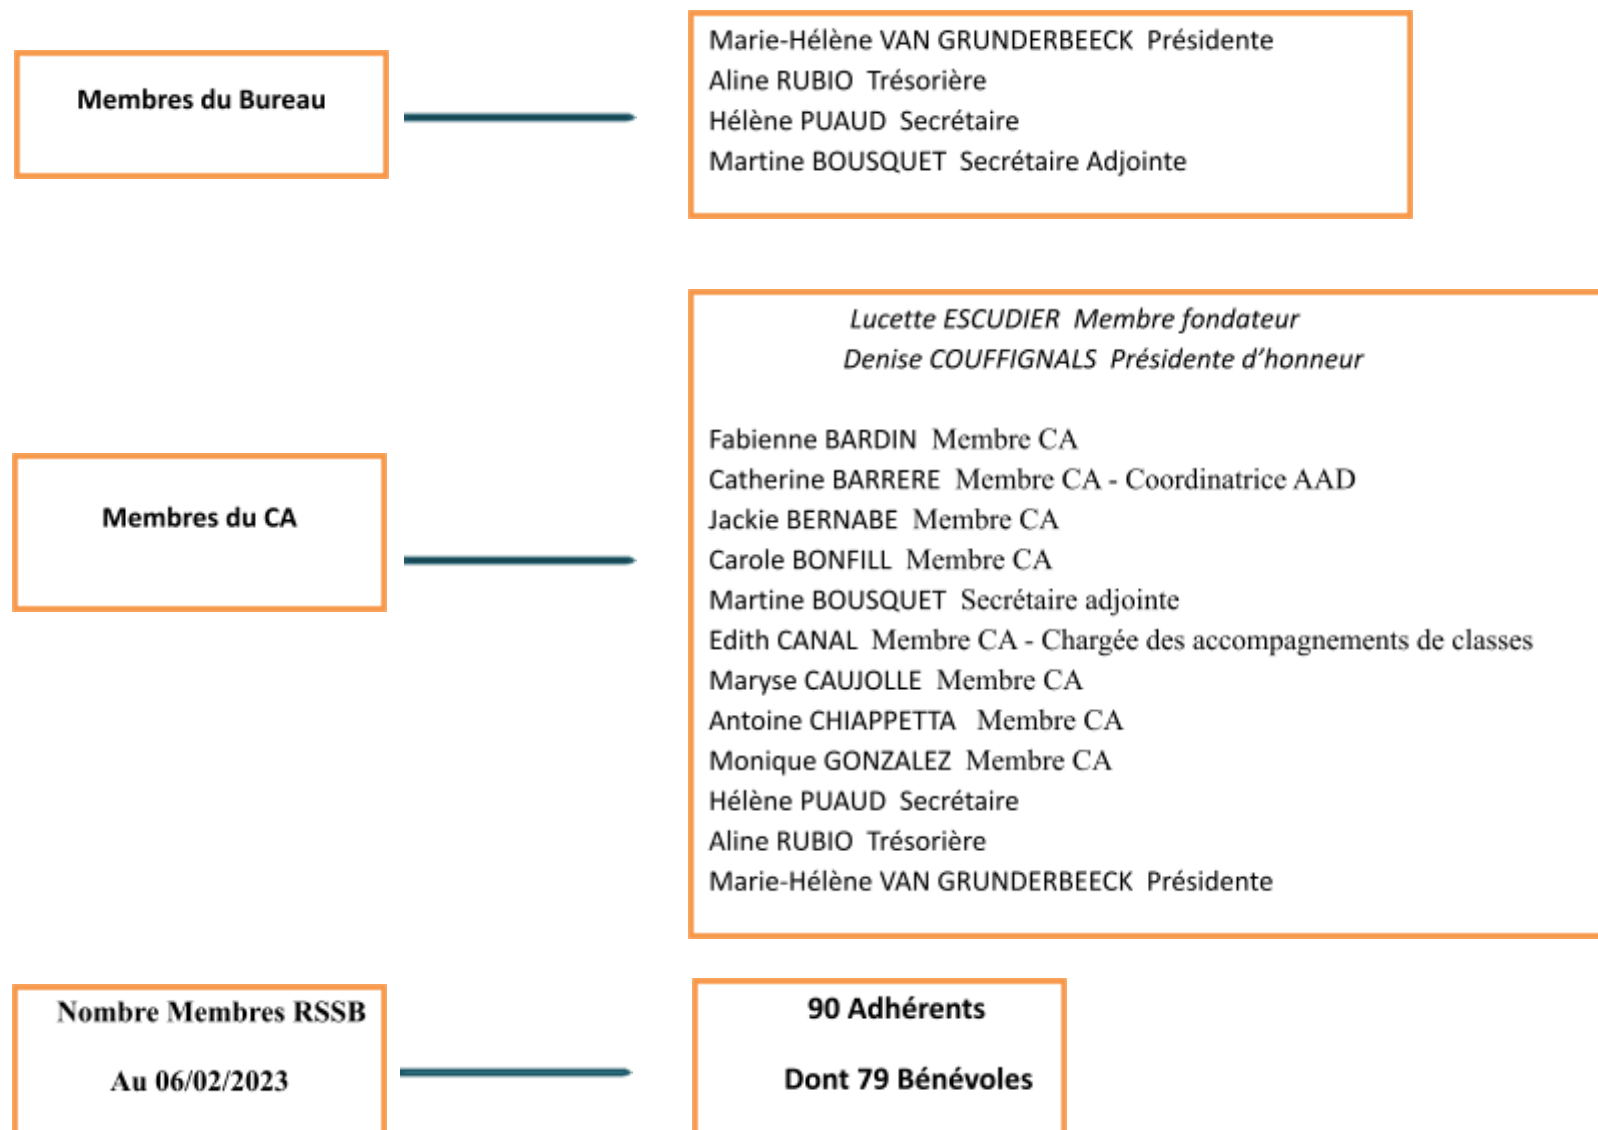 Membres du Bureau
Marie-Hélène VAN GRUNDERBEECK Présidente
Aline RUBIO Trésorière
Hélène PUAUD Secrétaire
Martine BOUSQUET Secrétaire Adjointe
Membres du CA
Lucette ESCUDIER Membre fondateur
Denise COUFFIGNALS Présidente d’honneur
Fabienne BARDIN Membre CA
Catherine BARRERE Membre CA - Coordinatrice AAD
Jackie BERNABE Membre CA
Carole BONFILL Membre CA
Martine BOUSQUET Secrétaire adjointe
Edith CANAL Membre CA - Chargée des accompagnements de classes
Maryse CAUJOLLE Membre CA
Antoine CHIAPPETTA Membre CA
Monique GONZALEZ Membre CA
Hélène PUAUD Secrétaire
Aline RUBIO Trésorière
Marie-Hélène VAN GRUNDERBEECK Présidente
Nombre Membres RSSB
Au 06/02/2023
90 Adhérents
Dont 79 Bénévoles